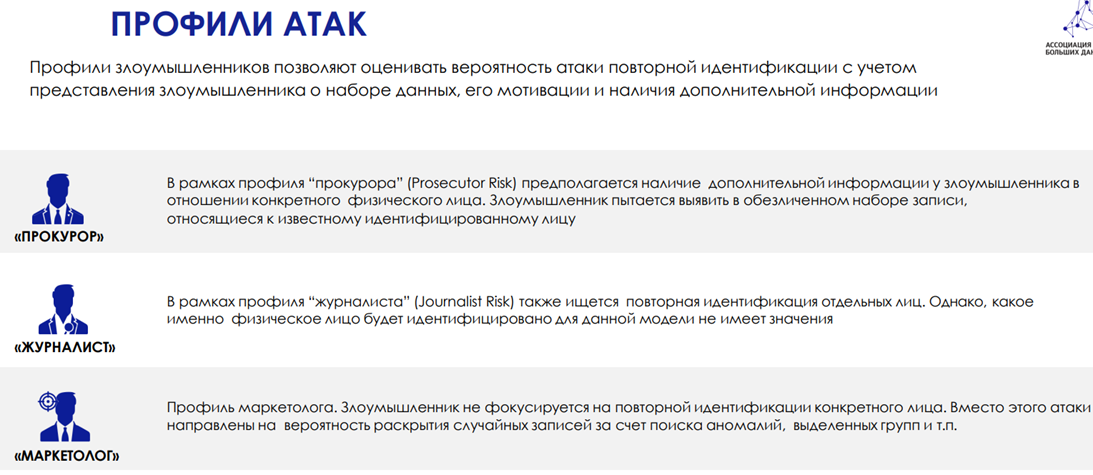 ПРОФИЛИ АТАК
АССОЦИАЦИЯ
БОЛЬШИХ ДАН
Профили злоумышленников позволяют оценивать вероятность атаки повторной идентификации с учетом
представления злоумышленника о наборе данных, его мотивации и наличия дополнительной информации
В рамках профиля “прокурора” (Prosecutor Risk) предполагается наличие дополнительной информации у злоумышленника в
отношении конкретного физического лица. Злоумышленник пытается выявить в обезличенном наборе записи,
относящиеся к известному идентифицированному лицу
«ПРОКУРОР»
В рамках профиля “журналиста” (Journalist Risk) также ищется повторная идентификация отдельных лиц. Однако, какое
именно физическое лицо будет идентифицировано для данной модели не имеет значения
«ЖУРНАЛИСТ»
Профиль маркетолога. Злоумышленник не фокусируется на повторной идентификации конкретного лица. Вместо этого атаки
направлены на вероятность раскрытия случайных записей за счет поиска аномалий, выделенных групп и т.п.
«МАРКЕТОЛОГ»